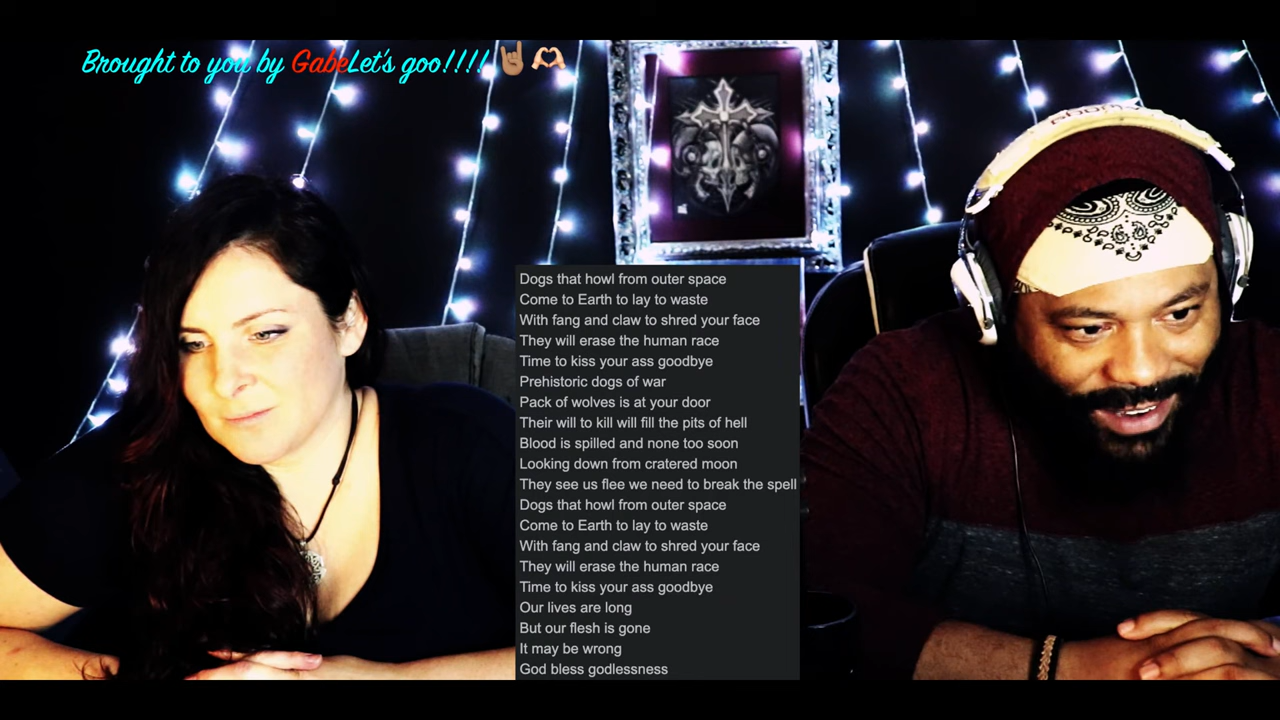 Brought to you by GabeLet's goo!!!! 🤘🏽🫶🏼
Dogs that howl from outer space
Come to Earth to lay to waste
With fang and claw to shred your face
They will erase the human race
Time to kiss your ass goodbye
Prehistoric dogs of war
Pack of wolves is at your door
Their will to kill will fill the pits of hell
Blood is spilled and none too soon
Looking down from cratered moon
They see us flee we need to break the spell
Dogs that howl from outer space
Come to Earth to lay to waste
With fang and claw to shred your face
They will erase the human race
Time to kiss your ass goodbye
Our lives are long
But our flesh is gone
It may be wrong
God bless godlessness